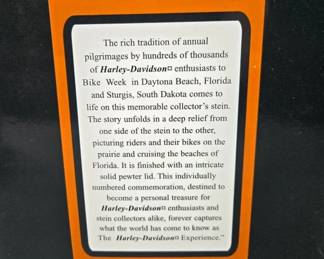 The rich tradition of annual
pilgrimages by hundreds of thousands
of Harley-Davidson¤ enthusiasts to
Bike Week in Daytona Beach, Florida
and Sturgis, South Dakota comes to
life on this memorable collector's stein.
The story unfolds in a deep relief from
one side of the stein to the other,
picturing riders and their bikes on the
prairie and cruising the beaches of
Florida. It is finished with an intricate
solid pewter lid. This individually
numbered commemoration, destined to
become a personal treasure for
Harley-Davidson¤ enthusiasts and
stein collectors alike, forever captures
what the world has come to know as
The Harley-Davidson¤ Experience."